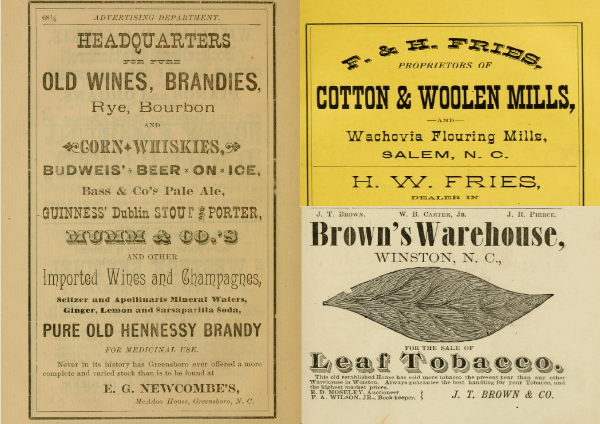 68¼ ADVERTISING DEPARTMENT.
HEADQUARTERS
FOR PURE
OLD WINES, BRANDIES,
Rye, Bourbon
AND
CORN WHISKIES,
BUDWEIS' BEER ON ICE,
Bass & Co's Pale Ale,
GUINNESS' Dublin STOUT AND PORTER,
MUMM & CO.'S
AND OTHER
Imported Wines and Champagnes,
Seltzer and Apollinaris Mineral Waters,
Ginger, Lemon and Sarsaparilla Soda,
PURE OLD HENNESSY BRANDY
FOR MEDICINAL USE.
Never in its history has Greensboro ever offered a more
complete and varied stock than is to be found at
E. G. NEWCOMBE'S,
McAdoo House, Greensboro, N. C.
F. & H. FRIES,
PROPRIETORS OF
COTTON & WOOLEN MILLS,
—AND—
Wachovia Flouring Mills,
SALEM, N. C.
H. W. FRIES,
DEALER IN
J. T. BROWN. W. B. CARTER, JR. J. R. PIERCE.
Brown's Warehouse,
WINSTON, N. C.,
FOR THE SALE OF
Leaf Tobacco.
This old established House has sold more tobacco the present year than any other
Warehouse in Winston. Always guarantee the best handling for your Tobacco, and
the highest market prices.
R. D. MOSELEY, Auctioneer
P. A. WILSON, JR., Book-keeper. J. T. BROWN & CO.